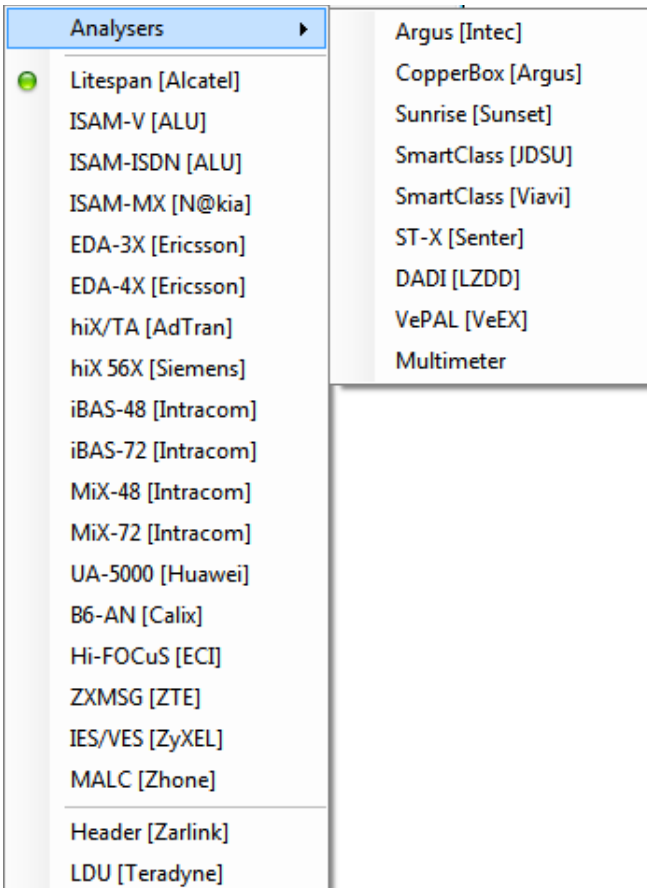 Analysers
Litespan [Alcatel]
ISAM-V [ALU]
ISAM-ISDN [ALU]
ISAM-MX [N@kia]
EDA-3X [Ericsson]
EDA-4X [Ericsson]
hiX/TA [AdTran]
hiX 56X [Siemens]
iBAS-48 [Intracom]
iBAS-72 [Intracom]
MiX-48 [Intracom]
MiX-72 [Intracom]
UA-5000 [Huawei]
B6-AN [Calix]
Hi-FOCuS [ECI]
ZXMSG [ZTE]
IES/VES [ZyXEL]
MALC [Zhone]
Header [Zarlink]
LDU [Teradyne]
Argus [Intec]
CopperBox [Argus]
Sunrise [Sunset]
SmartClass [JDSU]
SmartClass [Viavi]
ST-X [Senter]
DADI [LZDD]
VePAL [VeEX]
Multimeter